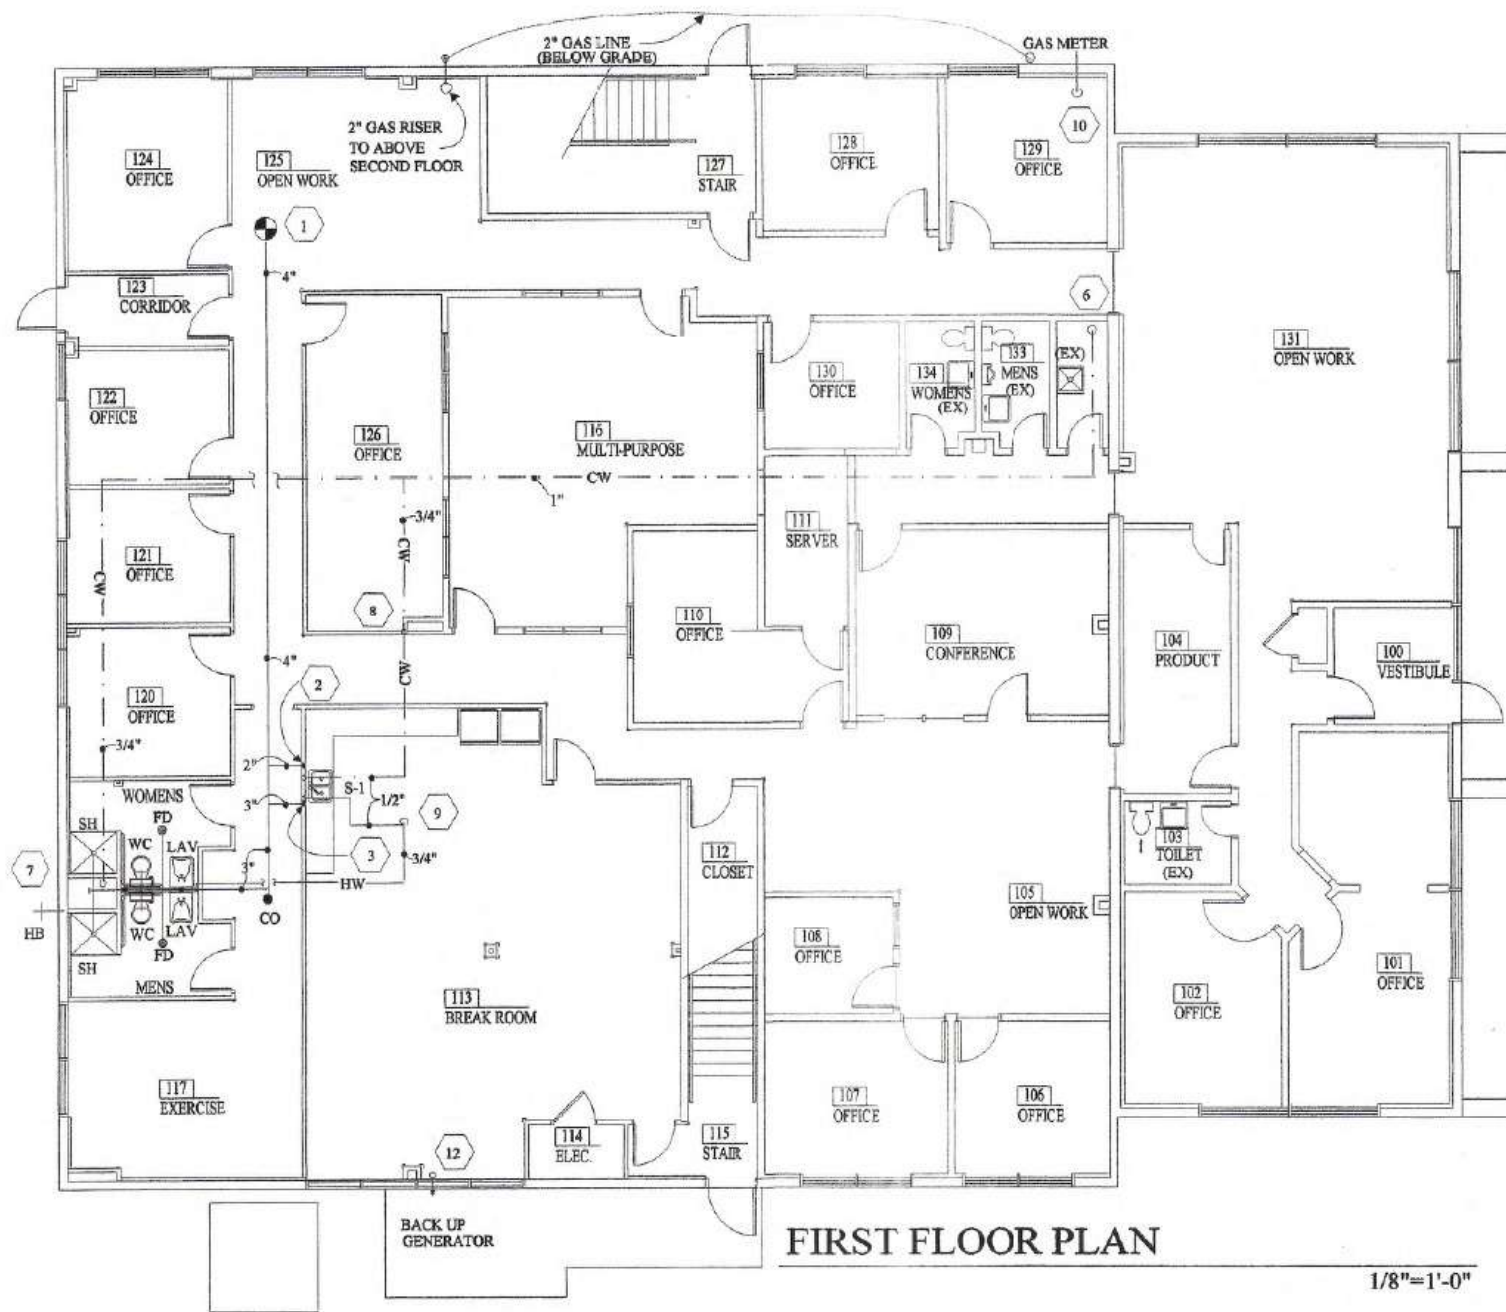 2" GAS LINE
(BELOW GRADE)
GAS METER
10
2" GAS RISER
TO ABOVE
SECOND FLOOR
124
OFFICE
125
OPEN WORK
127
STAIR
128
OFFICE
129
OFFICE
1
4"
123
CORRIDOR
6
131
OPEN WORK
122
OFFICE
126
OFFICE
116
MULTI-PURPOSE
130
OFFICE
134
WOMENS
(EX)
133
MENS
(EX)
(EX)
CW
1"
3/4"
CW
111
SERVER
121
OFFICE
CW
8
110
OFFICE
109
CONFERENCE
104
PRODUCT
100
VESTIBULE
4"
CW
2
120
OFFICE
3/4"
2"
S-1
1/2"
3"
9
3
3/4"
HW
WOMENS
FD
SH
WC
LAV
3"
7
CO
HB
WC
LAV
FD
SH
MENS
112
CLOSET
103
TOILET
(EX)
105
OPEN WORK
108
OFFICE
101
OFFICE
102
OFFICE
113
BREAK ROOM
117
EXERCISE
107
OFFICE
106
OFFICE
114
ELEC.
115
STAIR
12
BACK UP
GENERATOR
FIRST FLOOR PLAN
1/8"=1'-0"